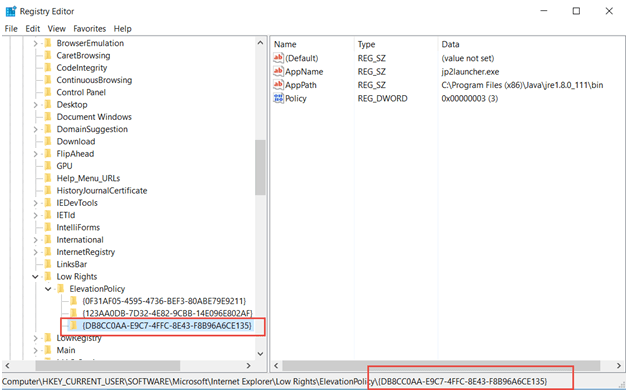 Registry Editor
File Edit View Favorites Help
BrowserEmulation
CaretBrowsing
CodeIntegrity
ContinuousBrowsing
Control Panel
Desktop
Document Windows
DomainSuggestion
Download
FlipAhead
GPU
Help_Menu_URLs
HistoryJournalCertificate
IEDevTools
IETld
IntelliForms
International
InternetRegistry
LinksBar
Low Rights
ElevationPolicy
{0F31AF05-4595-4736-BEF3-80ABE79E9211}
{123AA0DB-7D32-4E82-9CBB-14E096E802AF}
{DB8CC0AA-E9C7-4FFC-8E43-F8B96A6CE135}
LowRegistry
Main
Name Type Data
(Default) REG_SZ (value not set)
AppName REG_SZ jp2launcher.exe
AppPath REG_SZ C:\Program Files (x86)\Java\jre1.8.0_111\bin
Policy REG_DWORD 0x00000003 (3)
Computer\HKEY_CURRENT_USER\SOFTWARE\Microsoft\Internet Explorer\Low Rights\ElevationPolicy\{DB8CC0AA-E9C7-4FFC-8E43-F8B96A6CE135}